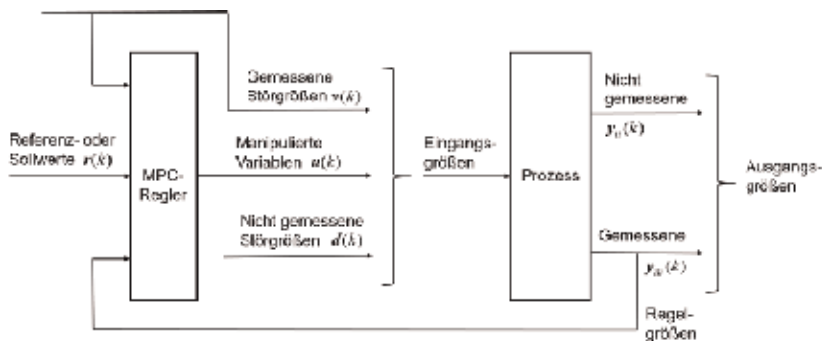 Gemessene
Störgrößen v(k)
Nicht
gemessene
y_u(k)
Referenz- oder
Sollwerte r(k)
MPC-
Regler
Manipulierte
Variablen u(k)
Eingangs-
größen
Prozess
Ausgangs-
größen
Nicht gemessene
Störgrößen d(k)
Gemessene
y_m(k)
Regel-
größen